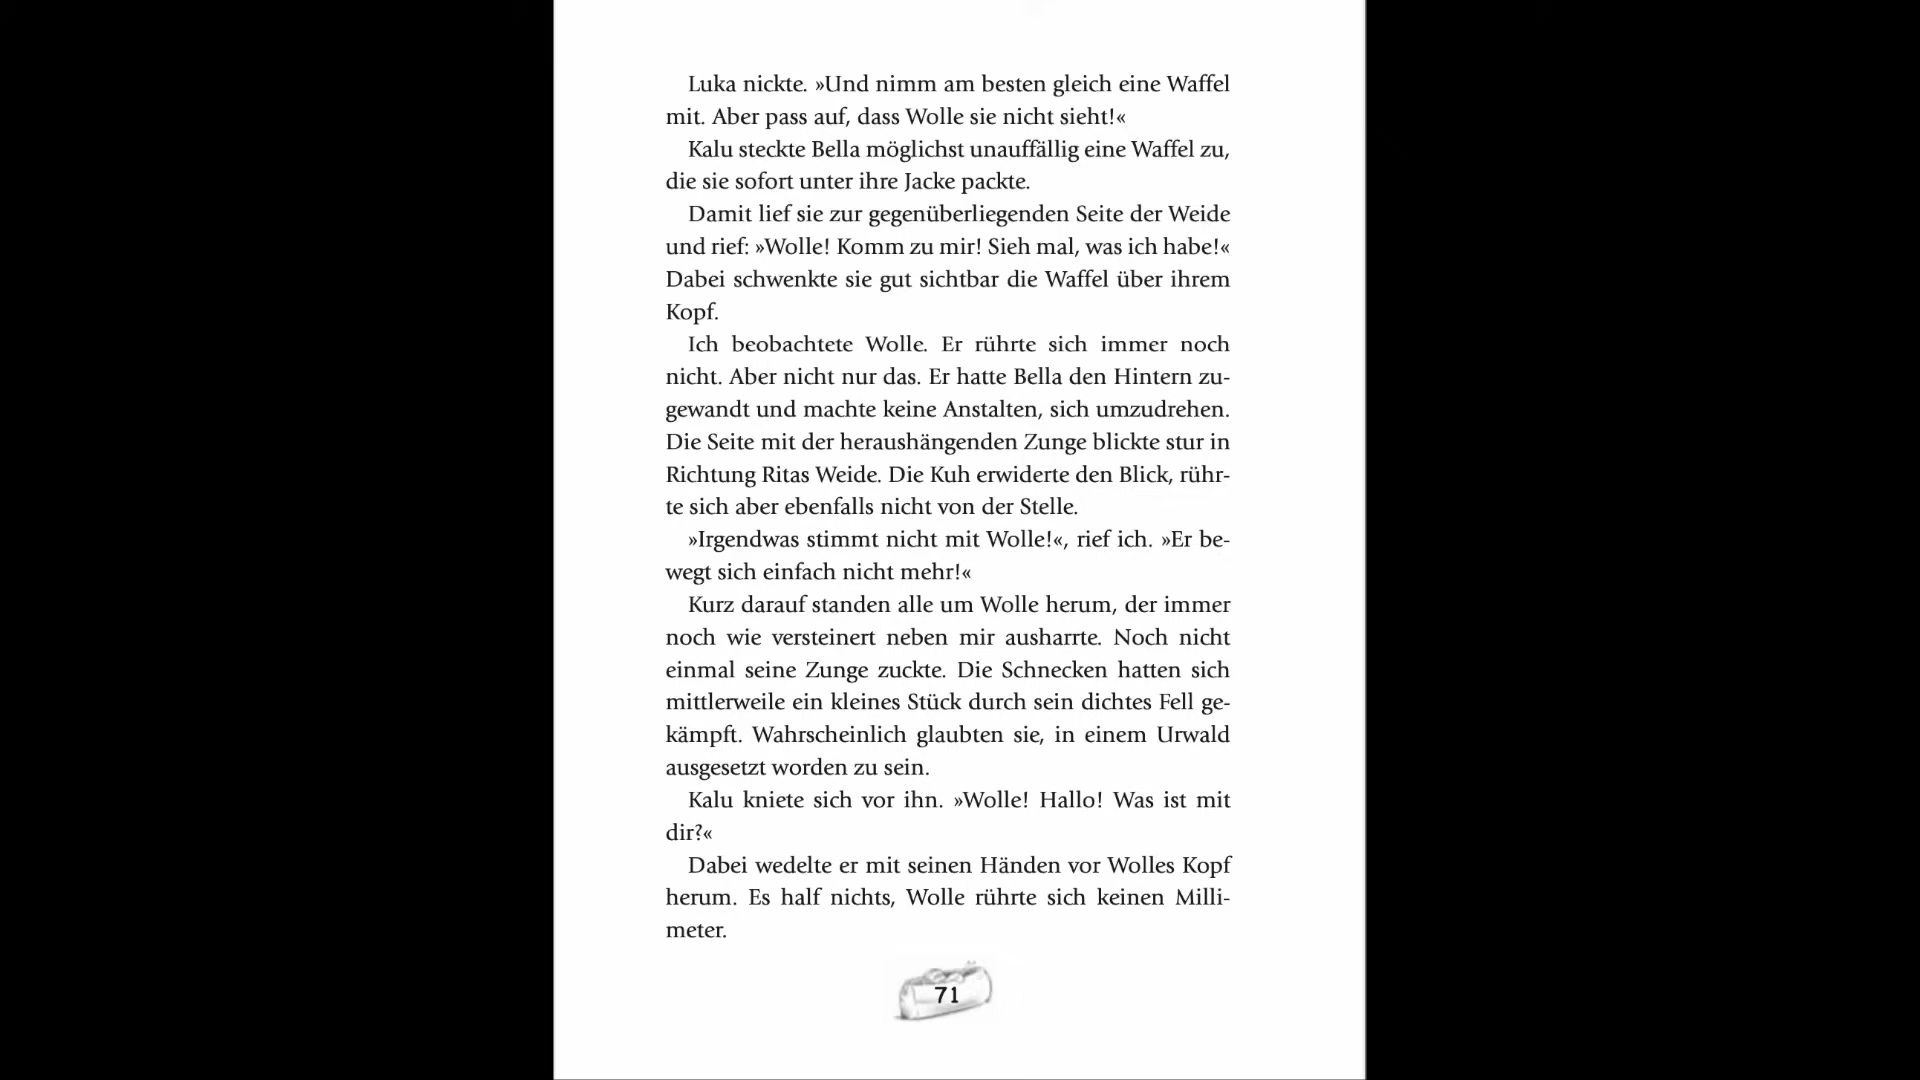 Luka nickte. »Und nimm am besten gleich eine Waffel
mit. Aber pass auf, dass Wolle sie nicht sieht!«
Kalu steckte Bella möglichst unauffällig eine Waffel zu,
die sie sofort unter ihre Jacke packte.
Damit lief sie zur gegenüberliegenden Seite der Weide
und rief: »Wolle! Komm zu mir! Sieh mal, was ich habe!«
Dabei schwenkte sie gut sichtbar die Waffel über ihrem
Kopf.
Ich beobachtete Wolle. Er rührte sich immer noch
nicht. Aber nicht nur das. Er hatte Bella den Hintern zu-
gewandt und machte keine Anstalten, sich umzudrehen.
Die Seite mit der heraushängenden Zunge blickte stur in
Richtung Ritas Weide. Die Kuh erwiderte den Blick, rühr-
te sich aber ebenfalls nicht von der Stelle.
»Irgendwas stimmt nicht mit Wolle!«, rief ich. »Er be-
wegt sich einfach nicht mehr!«
Kurz darauf standen alle um Wolle herum, der immer
noch wie versteinert neben mir ausharrte. Noch nicht
einmal seine Zunge zuckte. Die Schnecken hatten sich
mittlerweile ein kleines Stück durch sein dichtes Fell ge-
kämpft. Wahrscheinlich glaubten sie, in einem Urwald
ausgesetzt worden zu sein.
Kalu kniete sich vor ihn. »Wolle! Hallo! Was ist mit
dir?«
Dabei wedelte er mit seinen Händen vor Wolles Kopf
herum. Es half nichts, Wolle rührte sich keinen Milli-
meter.
71